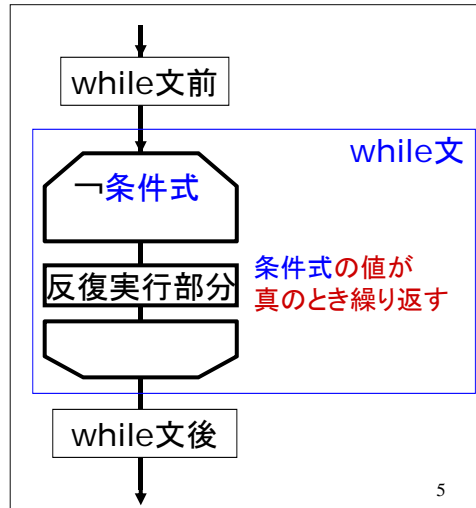 while文前
while文
¬条件式
反復実行部分
条件式の値が
真のとき繰り返す
while文後
5